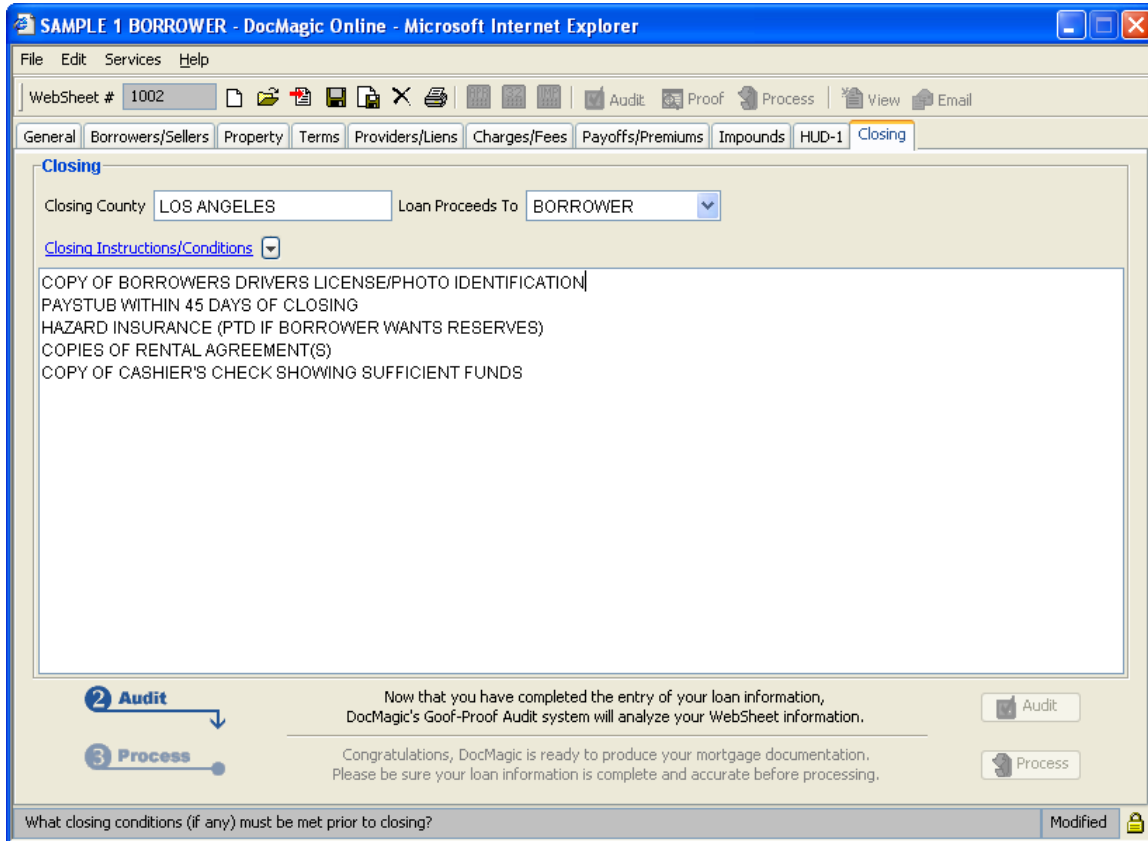 SAMPLE 1 BORROWER - DocMagic Online - Microsoft Internet Explorer
File Edit Services Help
WebSheet # 1002 Audit Proof Process View Email
General Borrowers/Sellers Property Terms Providers/Liens Charges/Fees Payoffs/Premiums Impounds HUD-1 Closing
Closing
Closing County LOS ANGELES Loan Proceeds To BORROWER
Closing Instructions/Conditions
COPY OF BORROWERS DRIVERS LICENSE/PHOTO IDENTIFICATION
PAYSTUB WITHIN 45 DAYS OF CLOSING
HAZARD INSURANCE (PTD IF BORROWER WANTS RESERVES)
COPIES OF RENTAL AGREEMENT(S)
COPY OF CASHIER'S CHECK SHOWING SUFFICIENT FUNDS
2 Audit
Now that you have completed the entry of your loan information,
DocMagic's Goof-Proof Audit system will analyze your WebSheet information.
Audit
3 Process
Congratulations, DocMagic is ready to produce your mortgage documentation.
Please be sure your loan information is complete and accurate before processing.
Process
What closing conditions (if any) must be met prior to closing? Modified